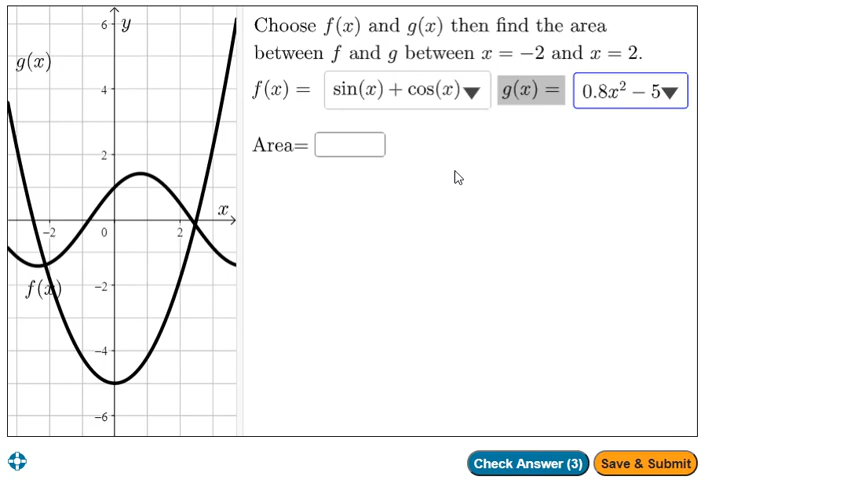 Choose f(x) and g(x) then find the area
between f and g between x = −2 and x = 2.
f(x) = sin(x) + cos(x)▼ g(x) = 0.8x² − 5▼
Area=
6 y
g(x)
4
2
x
−2 0 2
f(x)
−2
−4
−6
Check Answer (3) Save & Submit